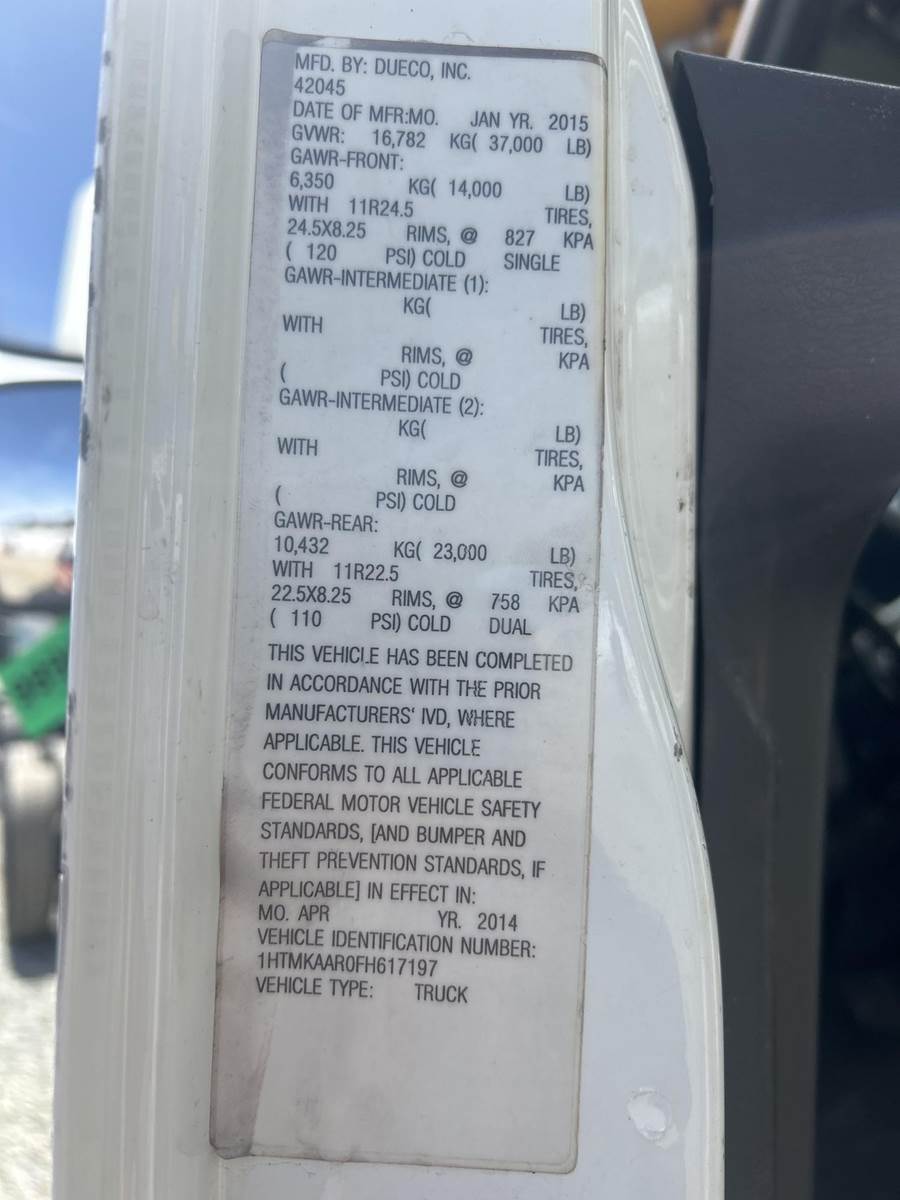 MFD. BY: DUECO, INC.
42045
DATE OF MFR:MO. JAN YR. 2015
GVWR: 16,782 KG( 37,000 LB)
GAWR-FRONT:
6,350 KG( 14,000 LB)
WITH 11R24.5 TIRES,
24.5X8.25 RIMS, @ 827 KPA
( 120 PSI) COLD SINGLE
GAWR-INTERMEDIATE (1):
KG( LB)
WITH TIRES,
RIMS, @ KPA
( PSI) COLD
GAWR-INTERMEDIATE (2):
KG( LB)
WITH TIRES,
RIMS, @ KPA
( PSI) COLD
GAWR-REAR:
10,432 KG( 23,000 LB)
WITH 11R22.5 TIRES,
22.5X8.25 RIMS, @ 758 KPA
( 110 PSI) COLD DUAL
THIS VEHICLE HAS BEEN COMPLETED
IN ACCORDANCE WITH THE PRIOR
MANUFACTURERS' IVD, WHERE
APPLICABLE. THIS VEHICLE
CONFORMS TO ALL APPLICABLE
FEDERAL MOTOR VEHICLE SAFETY
STANDARDS, [AND BUMPER AND
THEFT PREVENTION STANDARDS, IF
APPLICABLE] IN EFFECT IN:
MO. APR YR. 2014
VEHICLE IDENTIFICATION NUMBER:
1HTMKAAR0FH617197
VEHICLE TYPE: TRUCK